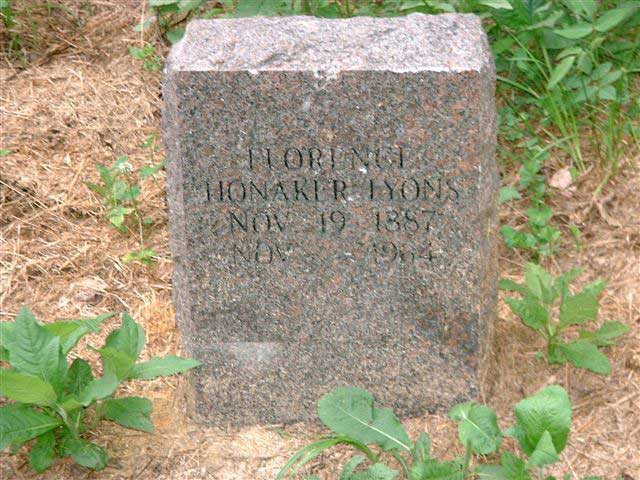 FLORENCE
HONAKER LYONS
NOV. 19 1887
NOV. 1964